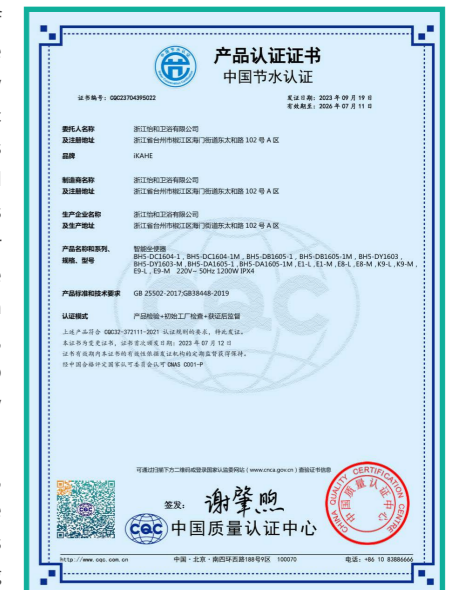 产品认证证书
中国节水认证
证书编号：CQC23704395022
发证日期：2023 年 09 月 19 日
有效期至：2026 年 07 月 11 日
委托人名称 浙江怡和卫浴有限公司
及注册地址 浙江省台州市椒江区海门街道东太和路 102 号 A 区
品牌 iKAHE
制造商名称 浙江怡和卫浴有限公司
及注册地址 浙江省台州市椒江区海门街道东太和路 102 号 A 区
生产企业名称 浙江怡和卫浴有限公司
及生产地址 浙江省台州市椒江区海门街道东太和路 102 号 A 区
产品名称和系列、 智能坐便器
规格、型号 BH5-DC1604-1，BH5-DC1604-1M，BH5-DB1605-1，BH5-DB1605-1M，BH5-DY1603，
BH5-DY1603-M，BH5-DA1605-1，BH5-DA1605-1M，E1-L，E1-M，E8-L，E8-M，K9-L，K9-M，
E9-L，E9-M 220V~ 50Hz 1200W IPX4
产品标准和技术要求 GB 25502-2017;GB38448-2019
认证模式 产品检验+初始工厂检查+获证后监督
上述产品符合 CQC32-372111-2021 认证规则的要求，特此发证。
本证书为变更证书，证书首次颁发日期：2023 年 07 月 12 日
证书有效期内本证书的有效性依据发证机构的定期监督获得保持。
经中国合格评定国家认可委员会认可 CNAS C001-P
可通过扫描下方二维码或登录国家认监委网站（www.cnca.gov.cn）查验证书信息
签发：谢肇煦
CQC 中国质量认证中心
CHINA QUALITY CERTIFICATION CENTRE
中国质量认证中心
http://www.cqc.com.cn 中国・北京・南四环西路188号9区 100070 电话：+86 10 83886666